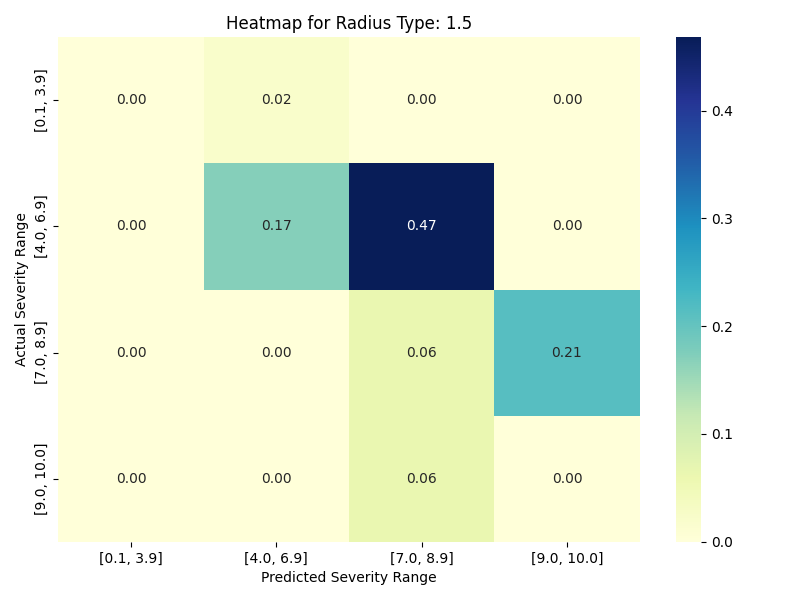 Heatmap for Radius Type: 1.5
Actual Severity Range
[0.1, 3.9]
0.00 0.02 0.00 0.00
[4.0, 6.9]
0.00 0.17 0.47 0.00
[7.0, 8.9]
0.00 0.00 0.06 0.21
[9.0, 10.0]
0.00 0.00 0.06 0.00
[0.1, 3.9] [4.0, 6.9] [7.0, 8.9] [9.0, 10.0]
Predicted Severity Range
0.4
0.3
0.2
0.1
0.0